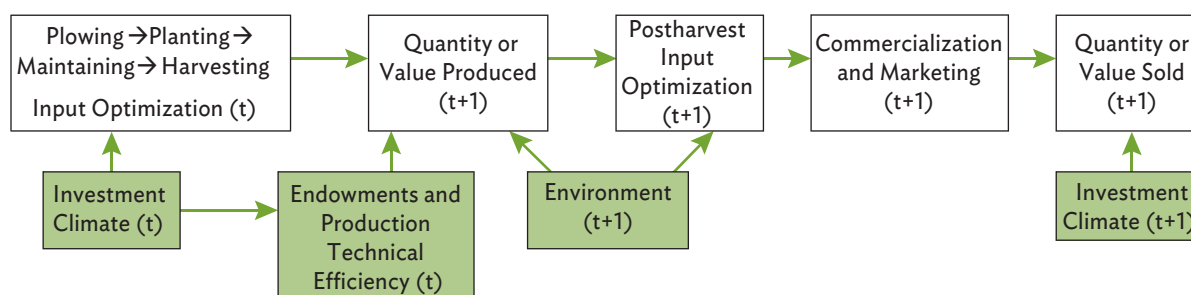 Plowing→Planting→
Maintaining→Harvesting
Input Optimization (t)
Quantity or
Value Produced
(t+1)
Postharvest
Input
Optimization
(t+1)
Commercialization
and Marketing
(t+1)
Quantity or
Value Sold
(t+1)
Investment
Climate (t)
Endowments and
Production
Technical
Efficiency (t)
Environment
(t+1)
Investment
Climate (t+1)